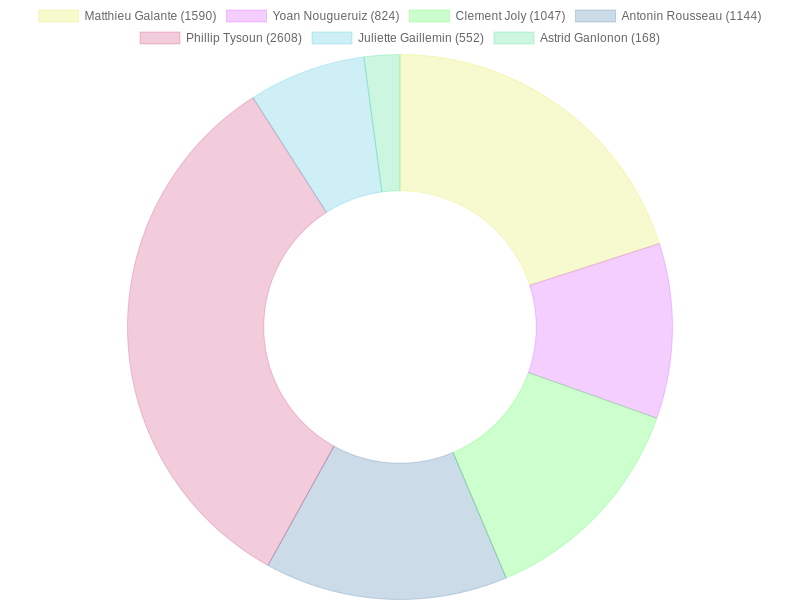 Matthieu Galante (1590) Yoan Nougueruiz (824) Clement Joly (1047) Antonin Rousseau (1144)
Phillip Tysoun (2608) Juliette Gaillemin (552) Astrid Ganlonon (168)